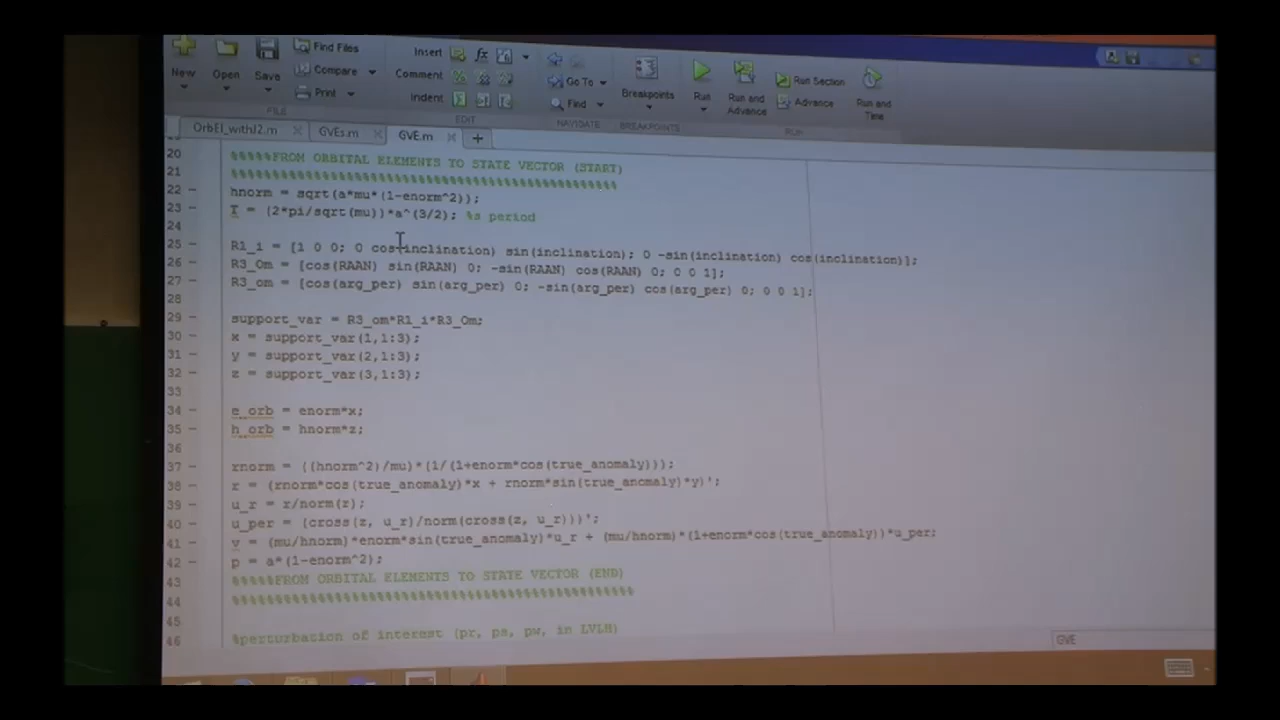 Find Files
Insert
fx
New
Open
Save
Compare
Comment
Go To
Breakpoints
Run
Run and Advance
Run Section
Advance
Run and Time
Print
Indent
Find
FILE
EDIT
NAVIGATE
BREAKPOINTS
RUN
OrbEl_withJ2.m
GVEs.m
GVE.m
20 %%%%%FROM ORBITAL ELEMENTS TO STATE VECTOR (START)
21 %%%%%%%%%%%%%%%%%%%%%%%%%%%%%%%%%%%%%%%%%%%%%
22 hnorm = sqrt(a*mu*(1-enorm^2));
23 T = (2*pi/sqrt(mu))*a^(3/2); %s period
24
25 R1_i = [1 0 0; 0 cos(inclination) sin(inclination); 0 -sin(inclination) cos(inclination)];
26 R3_Om = [cos(RAAN) sin(RAAN) 0; -sin(RAAN) cos(RAAN) 0; 0 0 1];
27 R3_om = [cos(arg_per) sin(arg_per) 0; -sin(arg_per) cos(arg_per) 0; 0 0 1];
28
29 support_var = R3_om*R1_i*R3_Om;
30 x = support_var(1,1:3);
31 y = support_var(2,1:3);
32 z = support_var(3,1:3);
33
34 e_orb = enorm*x;
35 h_orb = hnorm*z;
36
37 rnorm = ((hnorm^2)/mu)*(1/(1+enorm*cos(true_anomaly)));
38 r = (rnorm*cos(true_anomaly)*x + rnorm*sin(true_anomaly)*y)';
39 u_r = r/norm(r);
40 u_per = (cross(z, u_r)/norm(cross(z, u_r)))';
41 v = (mu/hnorm)*enorm*sin(true_anomaly)*u_r + (mu/hnorm)*(1+enorm*cos(true_anomaly))*u_per;
42 p = a*(1-enorm^2);
43 %%%%%FROM ORBITAL ELEMENTS TO STATE VECTOR (END)
44 %%%%%%%%%%%%%%%%%%%%%%%%%%%%%%%%%%%%%%%%%%%%%%%
45
46 %perturbation of interest (pr, ps, pw, in LVLH)
GVE